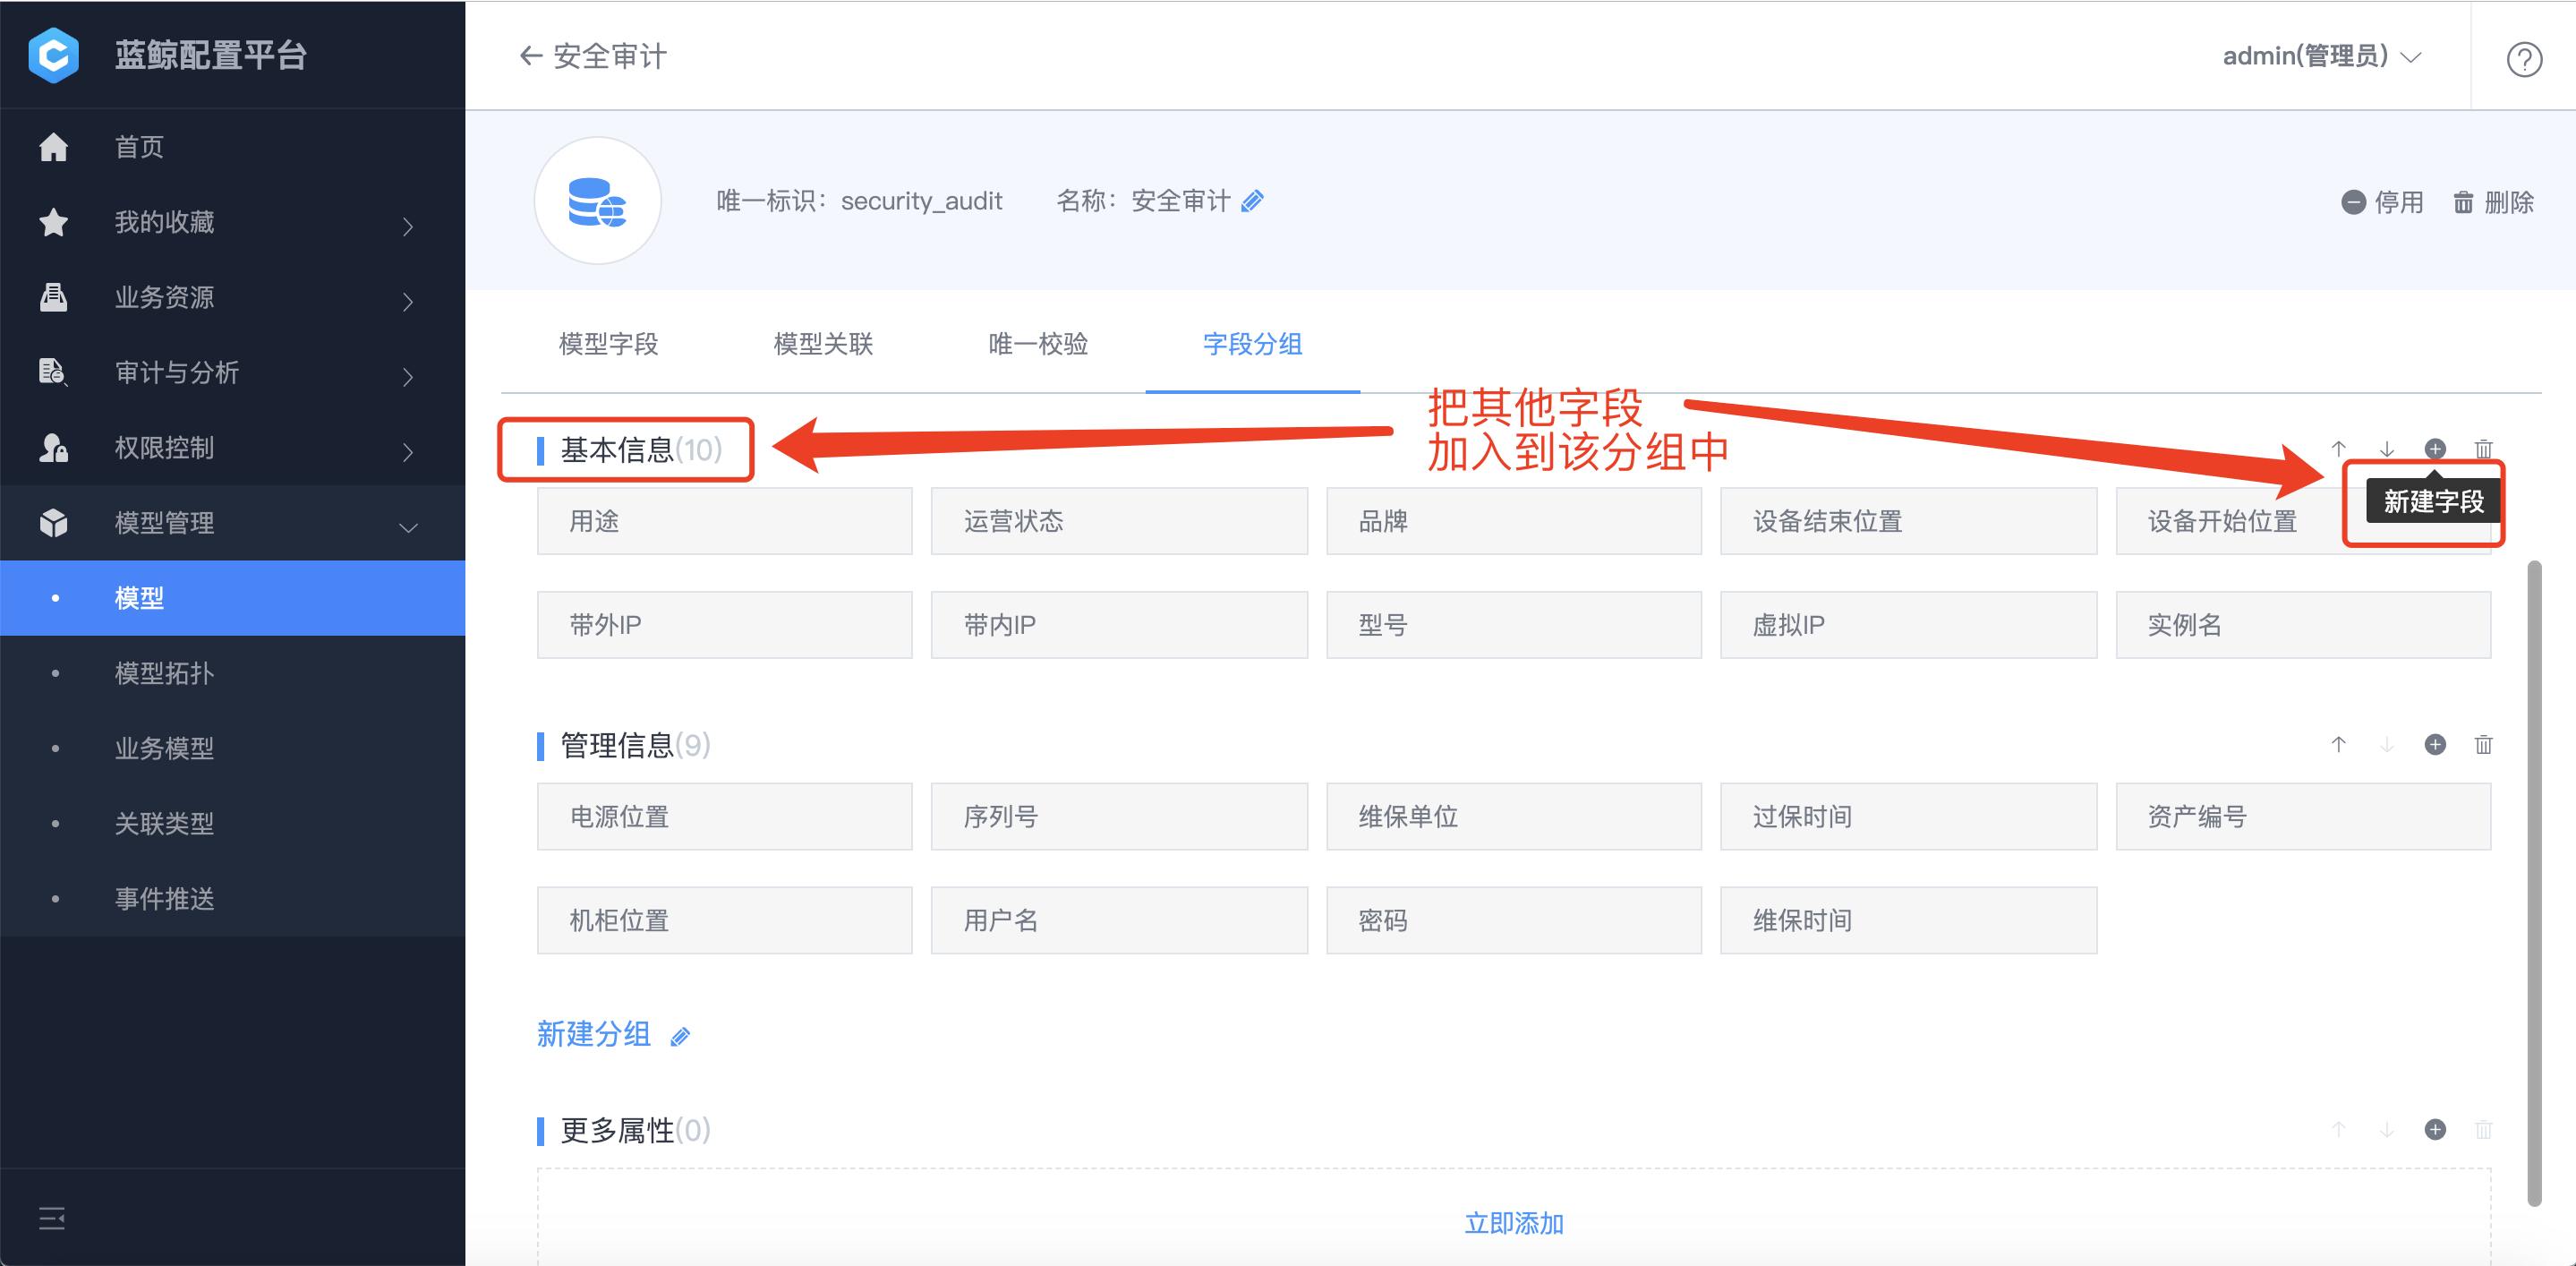 蓝鲸配置平台
首页
我的收藏
业务资源
审计与分析
权限控制
模型管理
模型
模型拓扑
业务模型
关联类型
事件推送
← 安全审计
admin(管理员)
唯一标识：security_audit 名称：安全审计
停用 删除
模型字段 模型关联 唯一校验 字段分组
把其他字段
加入到该分组中
基本信息(10)
新建字段
用途 运营状态 品牌 设备结束位置 设备开始位置
带外IP 带内IP 型号 虚拟IP 实例名
管理信息(9)
电源位置 序列号 维保单位 过保时间 资产编号
机柜位置 用户名 密码 维保时间
新建分组
更多属性(0)
立即添加